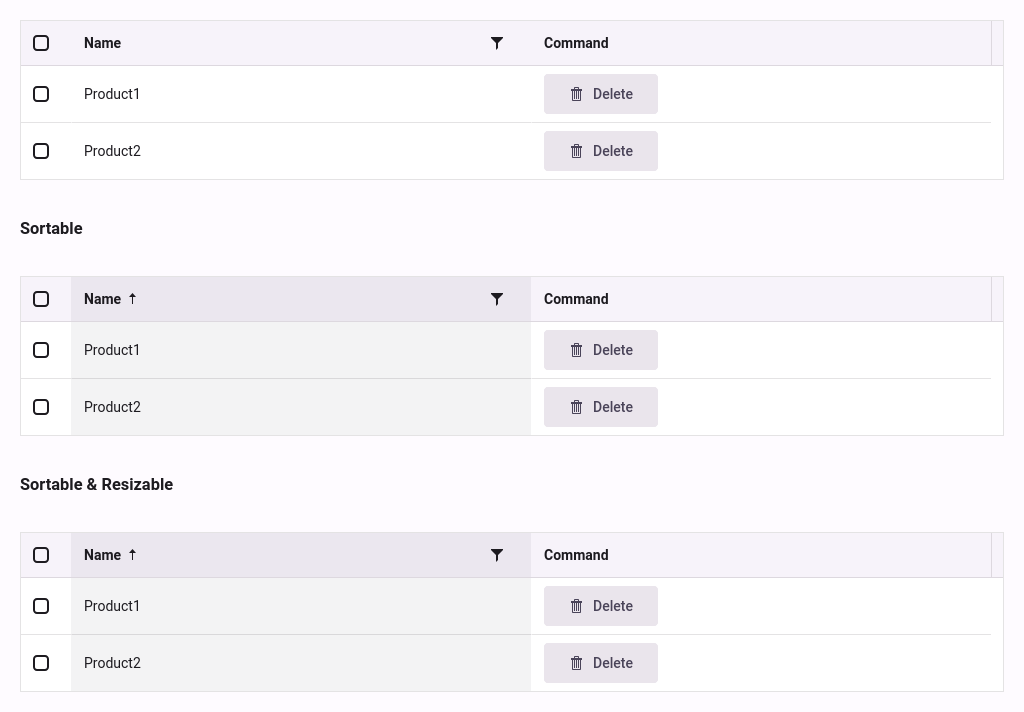 Name Command
Product1 Delete
Product2 Delete
Sortable
Name Command
Product1 Delete
Product2 Delete
Sortable & Resizable
Name Command
Product1 Delete
Product2 Delete